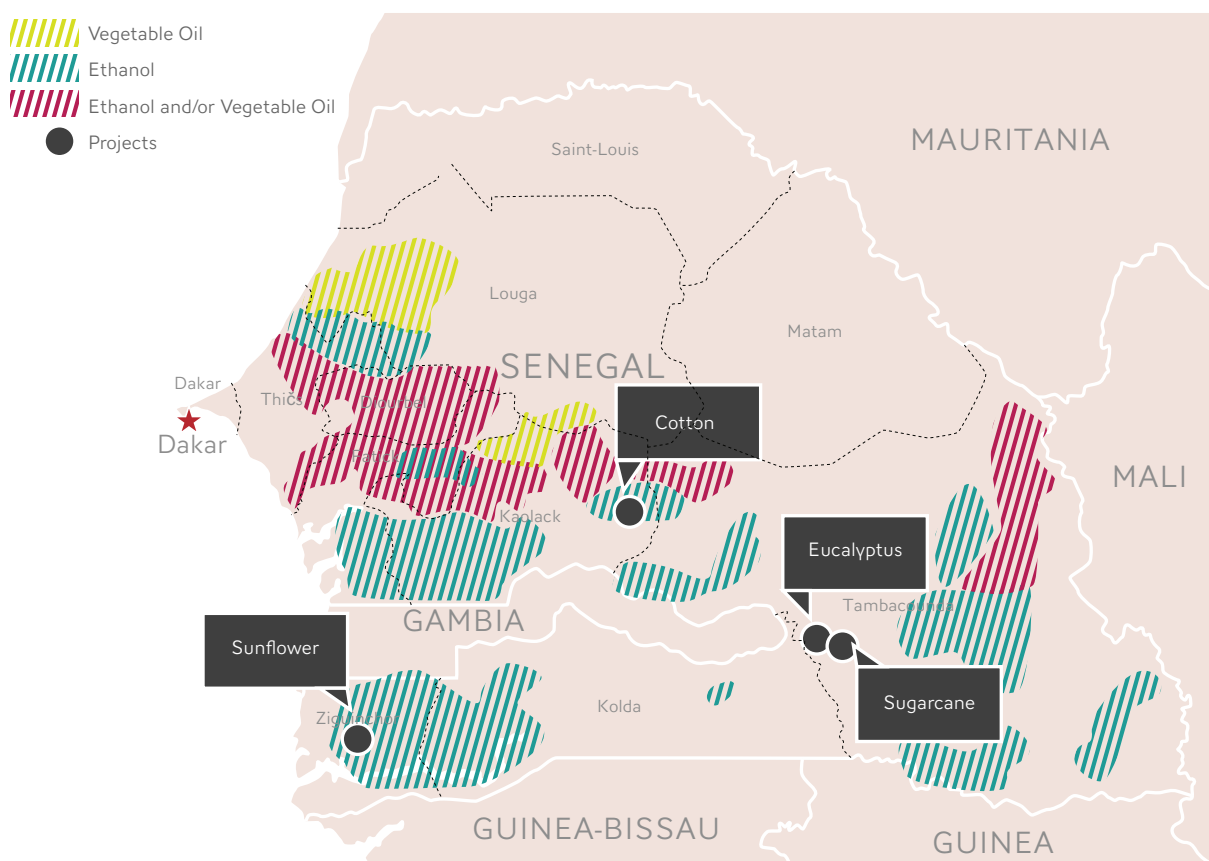 Vegetable Oil
Ethanol
Ethanol and/or Vegetable Oil
Projects
MAURITANIA
Saint-Louis
Louga
Matam
SENEGAL
Dakar
Thičs
Diourbel
Dakar
Cotton
Fatick
MALI
Kaolack
Eucalyptus
Tambacounda
GAMBIA
Sunflower
Sugarcane
Kolda
Ziguinchor
GUINEA-BISSAU
GUINEA